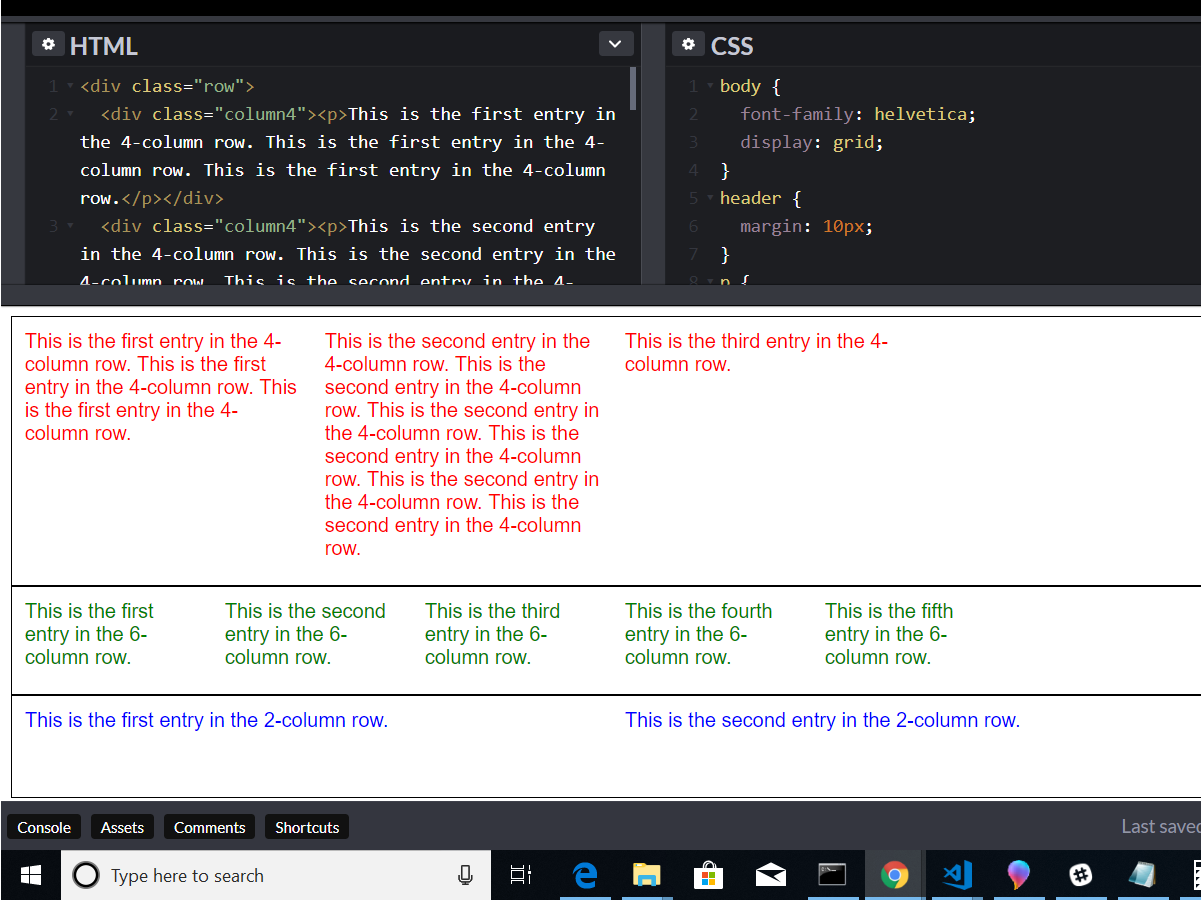 HTML
1 <div class="row">
2 <div class="column4"><p>This is the first entry in
the 4-column row. This is the first entry in the 4-
column row. This is the first entry in the 4-column
row.</p></div>
3 <div class="column4"><p>This is the second entry
in the 4-column row. This is the second entry in the
4-column row. This is the second entry in the 4-
CSS
1 body {
2 font-family: helvetica;
3 display: grid;
4 }
5 header {
6 margin: 10px;
7 }
8 p {
This is the first entry in the 4-
column row. This is the first
entry in the 4-column row. This
is the first entry in the 4-
column row.
This is the second entry in the
4-column row. This is the
second entry in the 4-column
row. This is the second entry in
the 4-column row. This is the
second entry in the 4-column
row. This is the second entry in
the 4-column row. This is the
second entry in the 4-column
row.
This is the third entry in the 4-
column row.
This is the first
entry in the 6-
column row.
This is the second
entry in the 6-
column row.
This is the third
entry in the 6-
column row.
This is the fourth
entry in the 6-
column row.
This is the fifth
entry in the 6-
column row.
This is the first entry in the 2-column row.
This is the second entry in the 2-column row.
Console
Assets
Comments
Shortcuts
Last saved
Type here to search